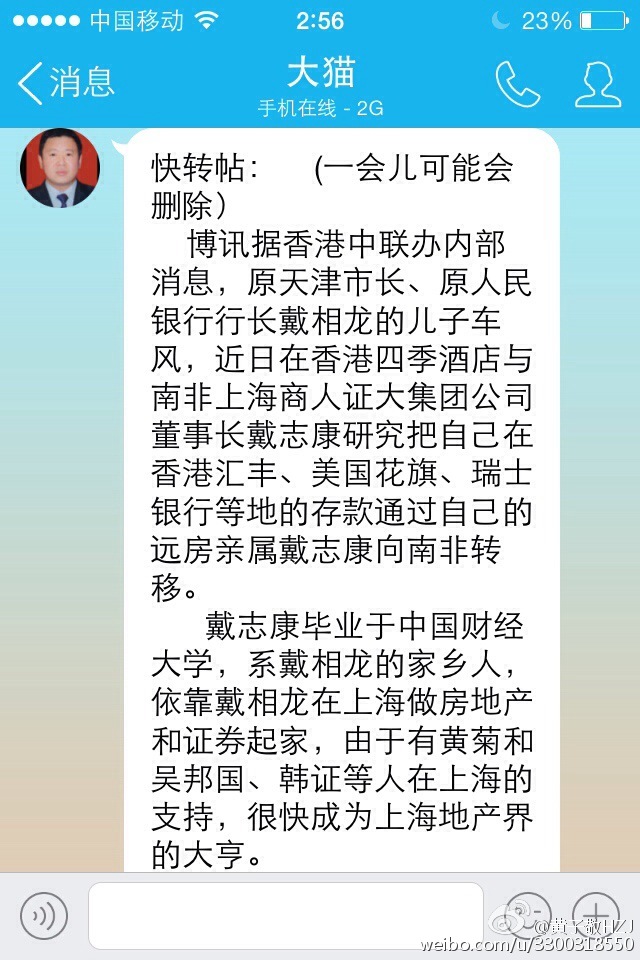 中国移动 2:56 23%
消息 大猫
手机在线 - 2G
快转帖： (一会儿可能会
删除）
博讯据香港中联办内部
消息，原天津市长、原人民
银行行长戴相龙的儿子车
风，近日在香港四季酒店与
南非上海商人证大集团公司
董事长戴志康研究把自己在
香港汇丰、美国花旗、瑞士
银行等地的存款通过自己的
远房亲属戴志康向南非转
移。
戴志康毕业于中国财经
大学，系戴相龙的家乡人，
依靠戴相龙在上海做房地产
和证券起家，由于有黄菊和
吴邦国、韩证等人在上海的
支持，很快成为上海地产界
的大亨。
@黄子敬HZJ
weibo.com/u/3300318550